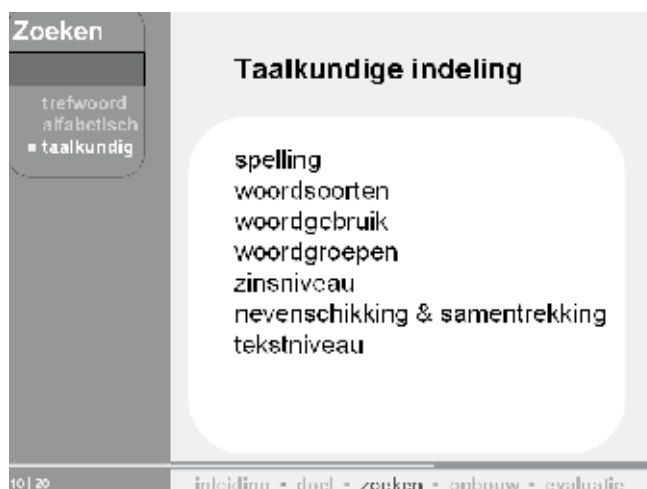 Zoeken
trefwoord
alfabetisch
taalkundig
Taalkundige indeling
spelling
woordsoorten
woordgebruik
woordgroepen
zinsniveau
nevenschikking & samentrekking
tekstniveau
10 | 20
inleiding ▪ doel ▪ zoeken ▪ opbouw ▪ evaluatie